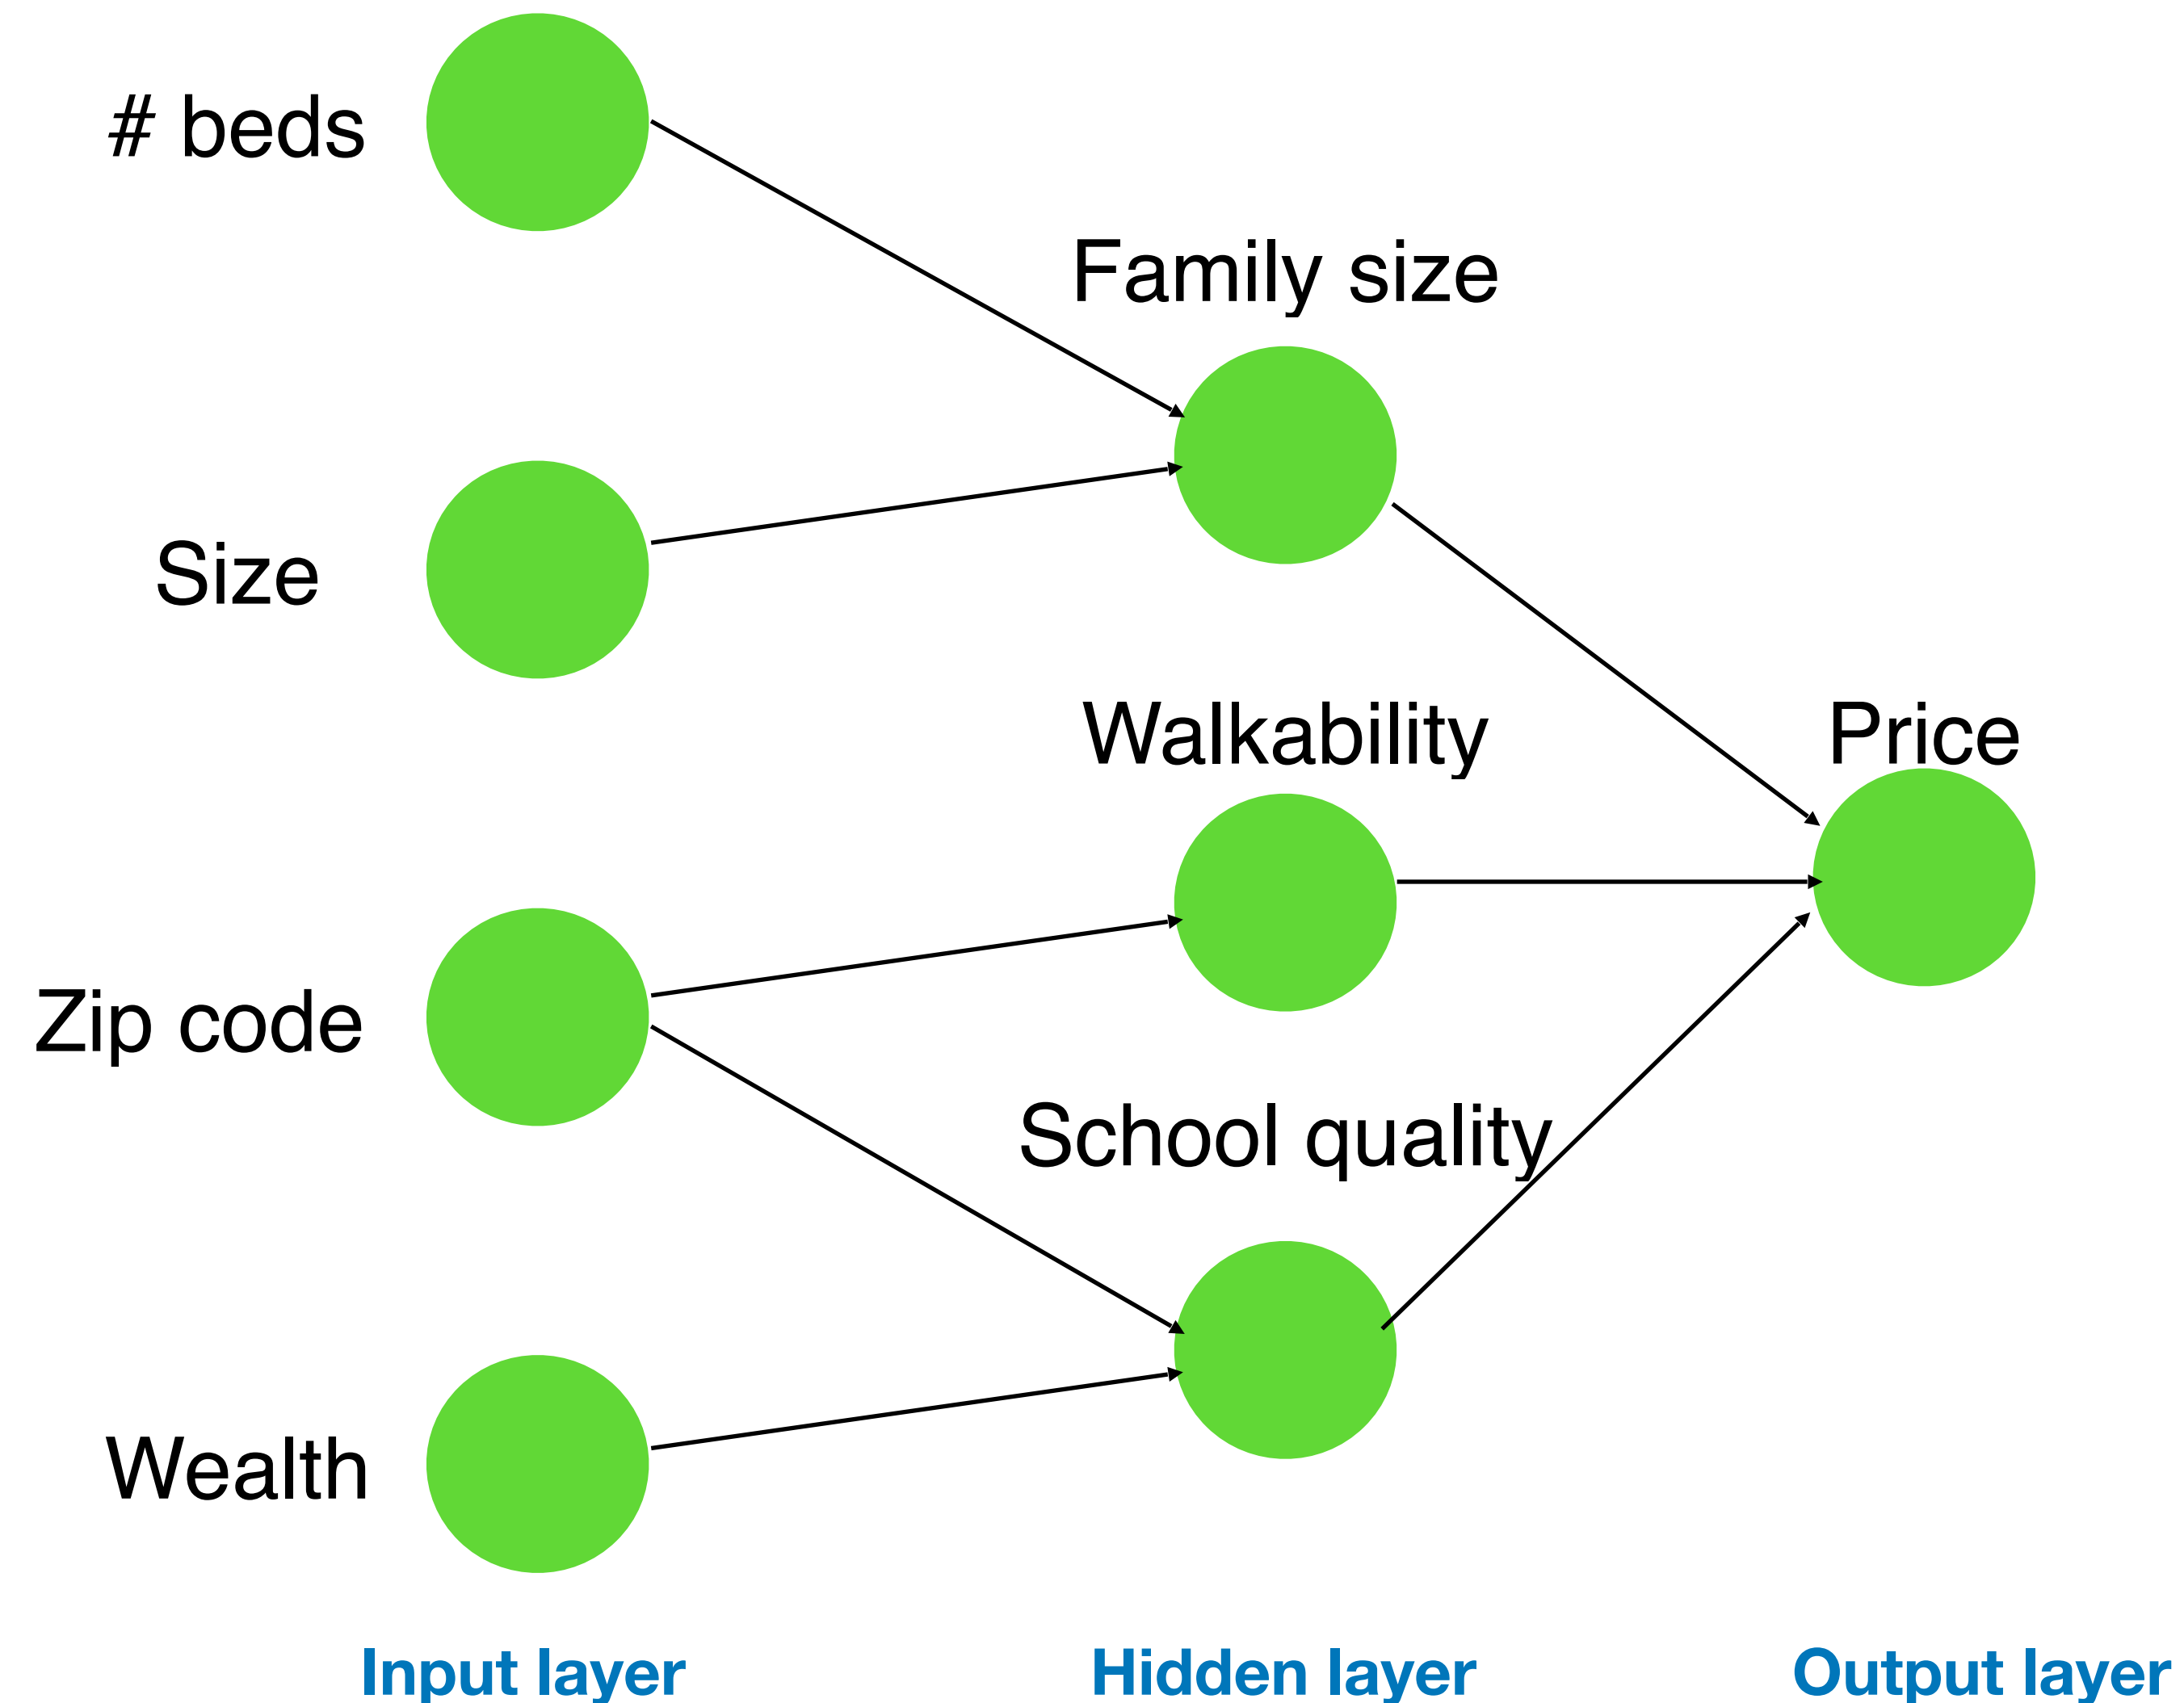 # beds
Family size
Size
Walkability
Price
Zip code
School quality
Wealth
Input layer
Hidden layer
Output layer